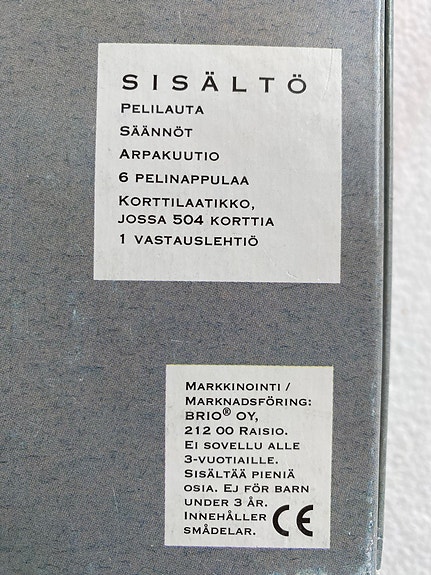 SISÄLTÖ
PELILAUTA
SÄÄNNÖT
ARPAKUUTIO
6 PELINAPPULAA
KORTTILAATIKKO,
JOSSA 504 KORTTIA
1 VASTAUSLEHTIÖ
MARKKINOINTI /
MARKNADSFÖRING:
BRIO® OY,
212 00 RAISIO.
EI SOVELLU ALLE
3-VUOTIAILLE.
SISÄLTÄÄ PIENIÄ
OSIA. EJ FÖR BARN
UNDER 3 ÅR.
INNEHÅLLER
SMÅDELAR. CE